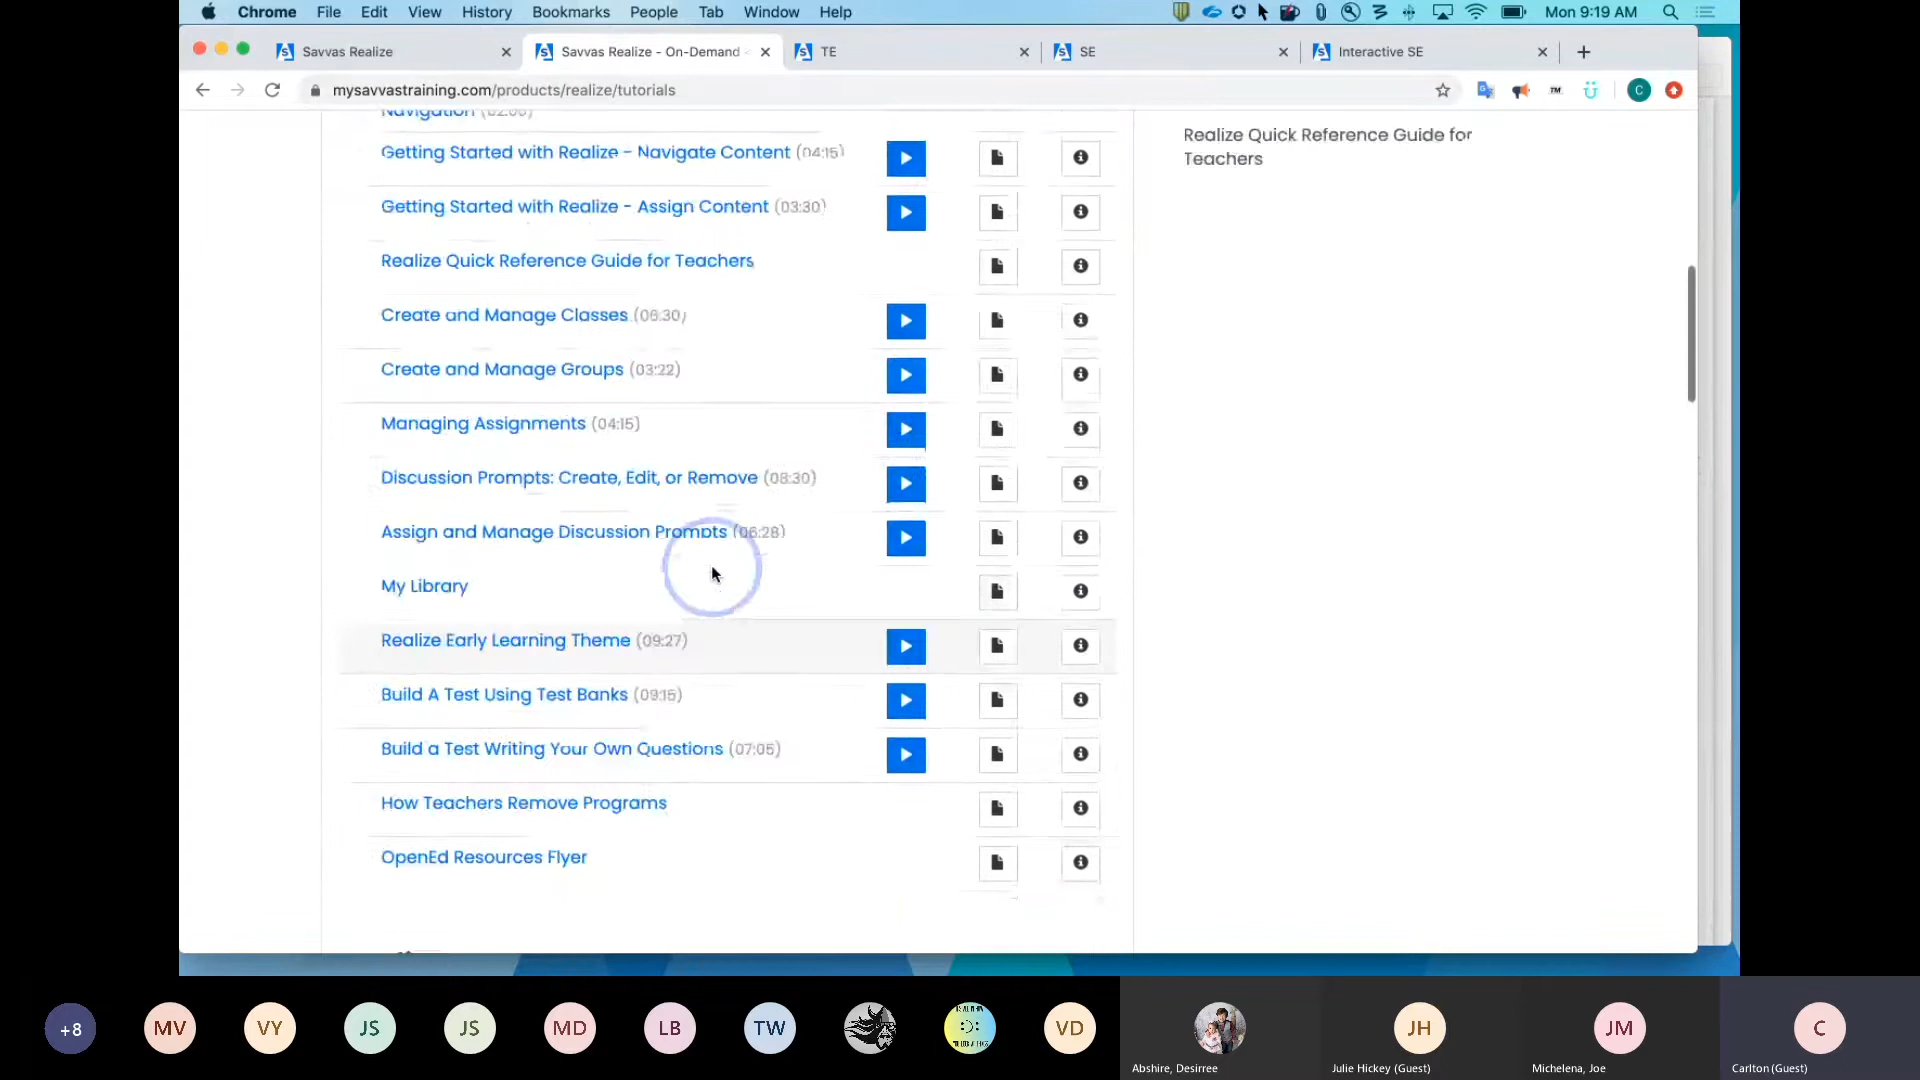 Chrome File Edit View History Bookmarks People Tab Window Help Mon 9:19 AM
Savvas Realize
Savvas Realize - On-Demand
TE
SE
Interactive SE
mysavvastraining.com/products/realize/tutorials
TM
C
Navigation (02:00)
Getting Started with Realize - Navigate Content (04:15)
Getting Started with Realize - Assign Content (03:30)
Realize Quick Reference Guide for Teachers
Create and Manage Classes (06:30)
Create and Manage Groups (03:22)
Managing Assignments (04:15)
Discussion Prompts: Create, Edit, or Remove (08:30)
Assign and Manage Discussion Prompts (06:28)
My Library
Realize Early Learning Theme (09:27)
Build A Test Using Test Banks (09:15)
Build a Test Writing Your Own Questions (07:05)
How Teachers Remove Programs
OpenEd Resources Flyer
Realize Quick Reference Guide for
Teachers
+8
MV
VY
JS
JS
MD
LB
TW
VD
JH
JM
C
Abshire, Desirree
Julie Hickey (Guest)
Michelena, Joe
Carlton (Guest)